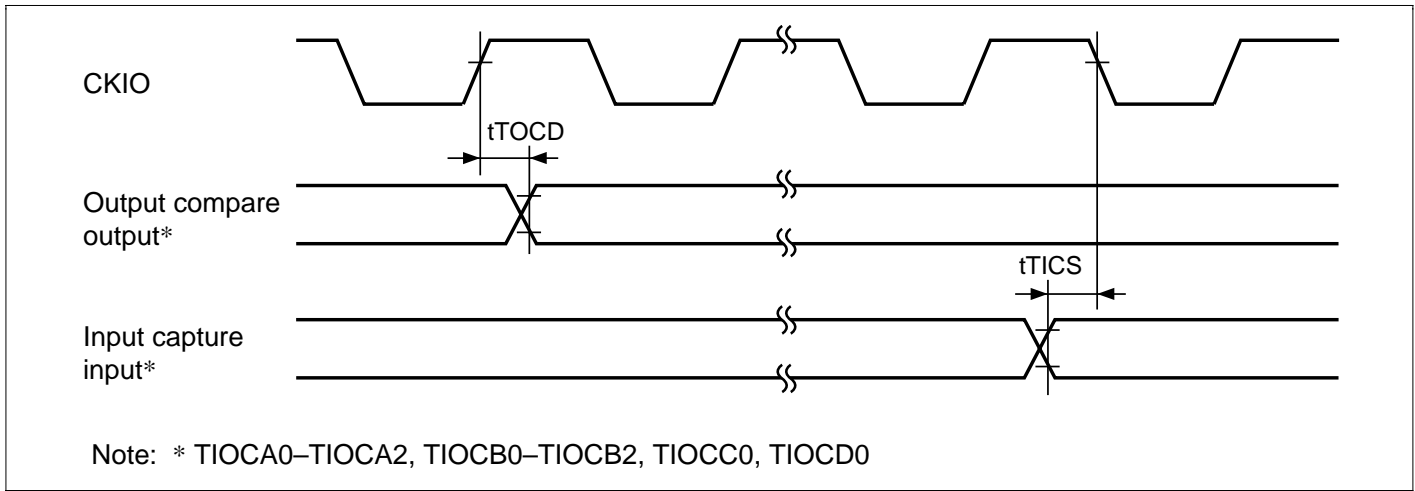 CKIO
tTOCD
Output compare
output*
tTICS
Input capture
input*
Note: * TIOCA0–TIOCA2, TIOCB0–TIOCB2, TIOCC0, TIOCD0